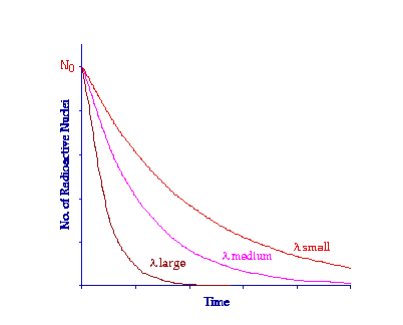 N0
No. of Radioactive Nuclei
λ small
λ medium
λ large
Time